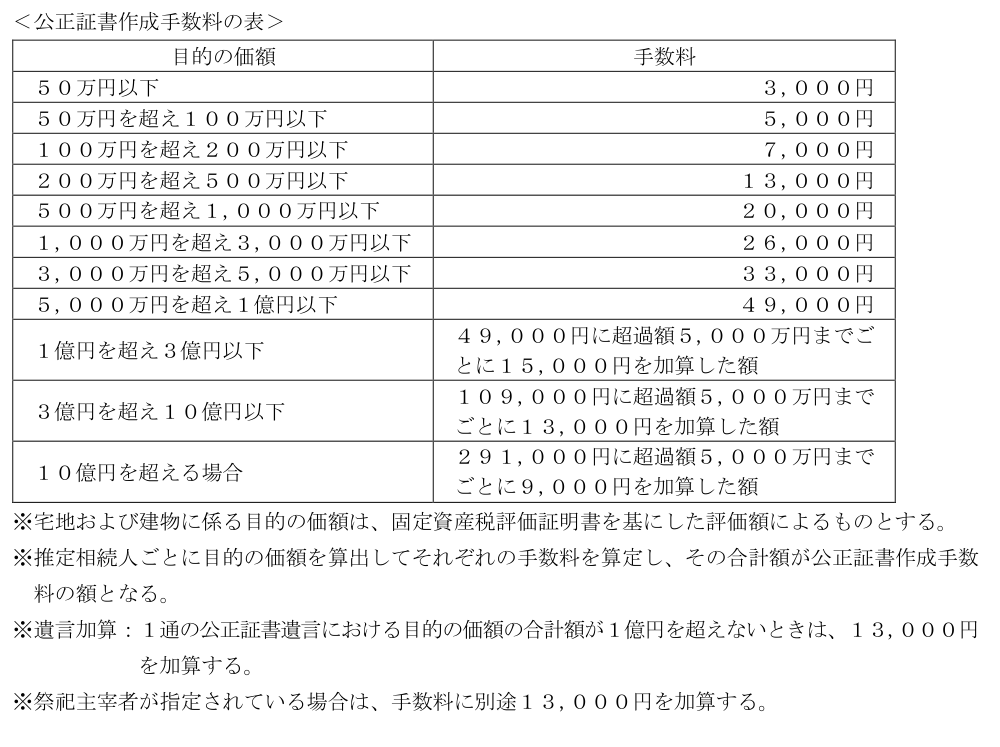 ＜公正証書作成手数料の表＞
目的の価額 手数料
５０万円以下 ３,０００円
５０万円を超え１００万円以下 ５,０００円
１００万円を超え２００万円以下 ７,０００円
２００万円を超え５００万円以下 １３,０００円
５００万円を超え１,０００万円以下 ２０,０００円
１,０００万円を超え３,０００万円以下 ２６,０００円
３,０００万円を超え５,０００万円以下 ３３,０００円
５,０００万円を超え１億円以下 ４９,０００円
１億円を超え３億円以下
４９,０００円に超過額５,０００万円までご
とに１５,０００円を加算した額
３億円を超え１０億円以下
１０９,０００円に超過額５,０００万円まで
ごとに１３,０００円を加算した額
１０億円を超える場合
２９１,０００円に超過額５,０００万円まで
ごとに９,０００円を加算した額
※宅地および建物に係る目的の価額は、固定資産税評価証明書を基にした評価額によるものとする。
※推定相続人ごとに目的の価額を算出してそれぞれの手数料を算定し、その合計額が公正証書作成手数
料の額となる。
※遺言加算：１通の公正証書遺言における目的の価額の合計額が１億円を超えないときは、１３,０００円
を加算する。
※祭祀主宰者が指定されている場合は、手数料に別途１３,０００円を加算する。